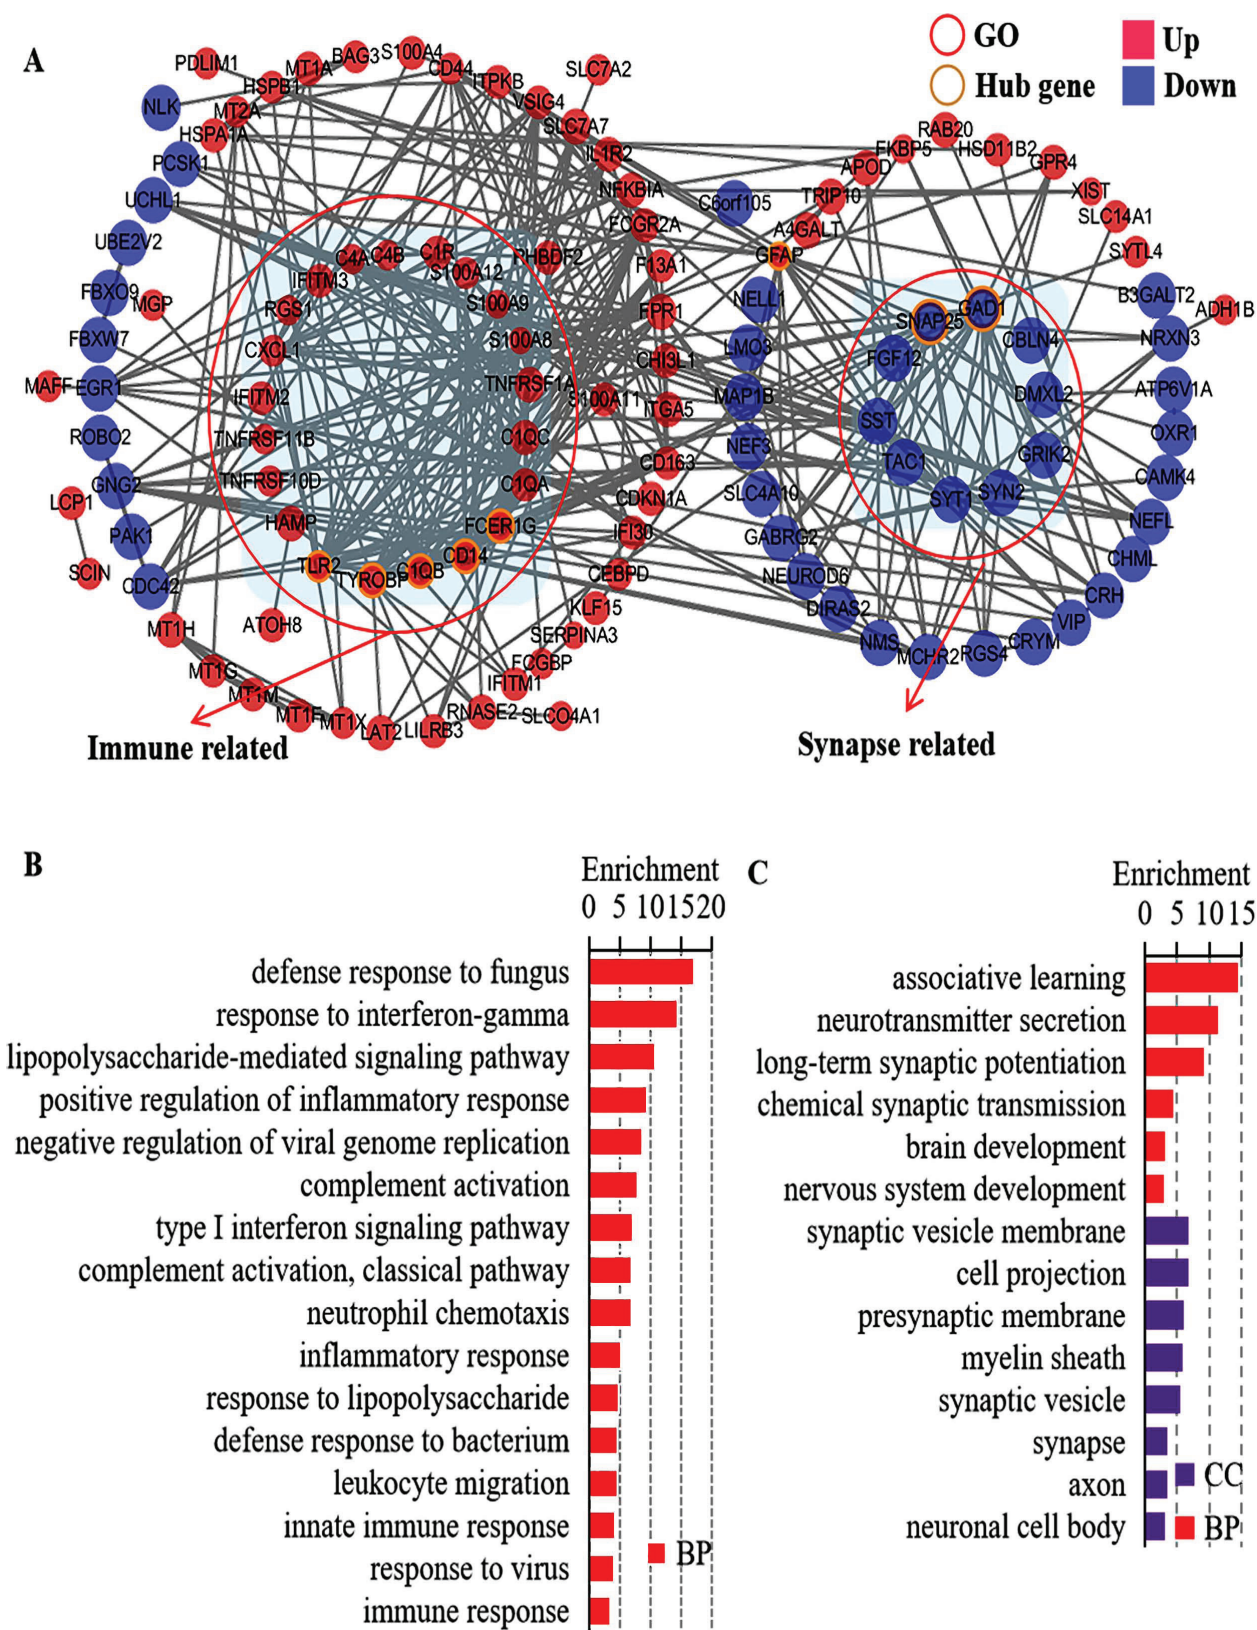 A
GO
Up
Hub gene
Down
PDLIM1
HSPB1
MT1A
BAG3
S100A4
CD44
ITPKB
VSIG4
SLC7A2
SLC7A7
NLK
MT2A
HSPA1A
PCSK1
UCHL1
UBE2V2
FBXO9
MGP
FBXW7
MAFF
EGR1
ROBO2
GNG2
LCP1
PAK1
SCIN
CDC42
MT1H
MT1G
MT1M
MT1F
MT1X
LAT2
LILRB3
RNASE2
SLCO4A1
IFITM1
FCGBP
SERPINA3
KLF15
CEBPD
IFI30
CDKN1A
CD163
ITGA5
S100A11
CHI3L1
FPR1
F13A1
FCGR2A
NFKBIA
IL1R2
PHBDF2
C4A
C4B
C1R
S100A12
IFITM3
RGS1
CXCL1
IFITM2
TNFRSF11B
TNFRSF10D
HAMP
TLR2
TYROBP
C1QB
CD14
FCER1G
C1QA
C1QC
TNFRSF1A
S100A8
S100A9
ATOH8
C6orf105
GFAP
A4GALT
TRIP10
APOD
FKBP5
RAB20
HSD11B2
GPR4
XIST
SLC14A1
SYTL4
B3GALT2
ADH1B
NRXN3
ATP6V1A
OXR1
CAMK4
NEFL
CHML
CRH
VIP
CRYM
RGS4
MCHR2
NMS
DIRAS2
NEUROD6
GABRG2
SLC4A10
NEF3
MAP1B
LMO3
NELL1
SNAP25
GAD1
CBLN4
FGF12
DMXL2
SST
GRIK2
TAC1
SYT1
SYN2
Immune related
Synapse related
B
Enrichment
0 5 10 15 20
defense response to fungus
response to interferon-gamma
lipopolysaccharide-mediated signaling pathway
positive regulation of inflammatory response
negative regulation of viral genome replication
complement activation
type I interferon signaling pathway
complement activation, classical pathway
neutrophil chemotaxis
inflammatory response
response to lipopolysaccharide
defense response to bacterium
leukocyte migration
innate immune response
response to virus
immune response
BP
C
Enrichment
0 5 10 15
associative learning
neurotransmitter secretion
long-term synaptic potentiation
chemical synaptic transmission
brain development
nervous system development
synaptic vesicle membrane
cell projection
presynaptic membrane
myelin sheath
synaptic vesicle
synapse
axon
neuronal cell body
CC
BP